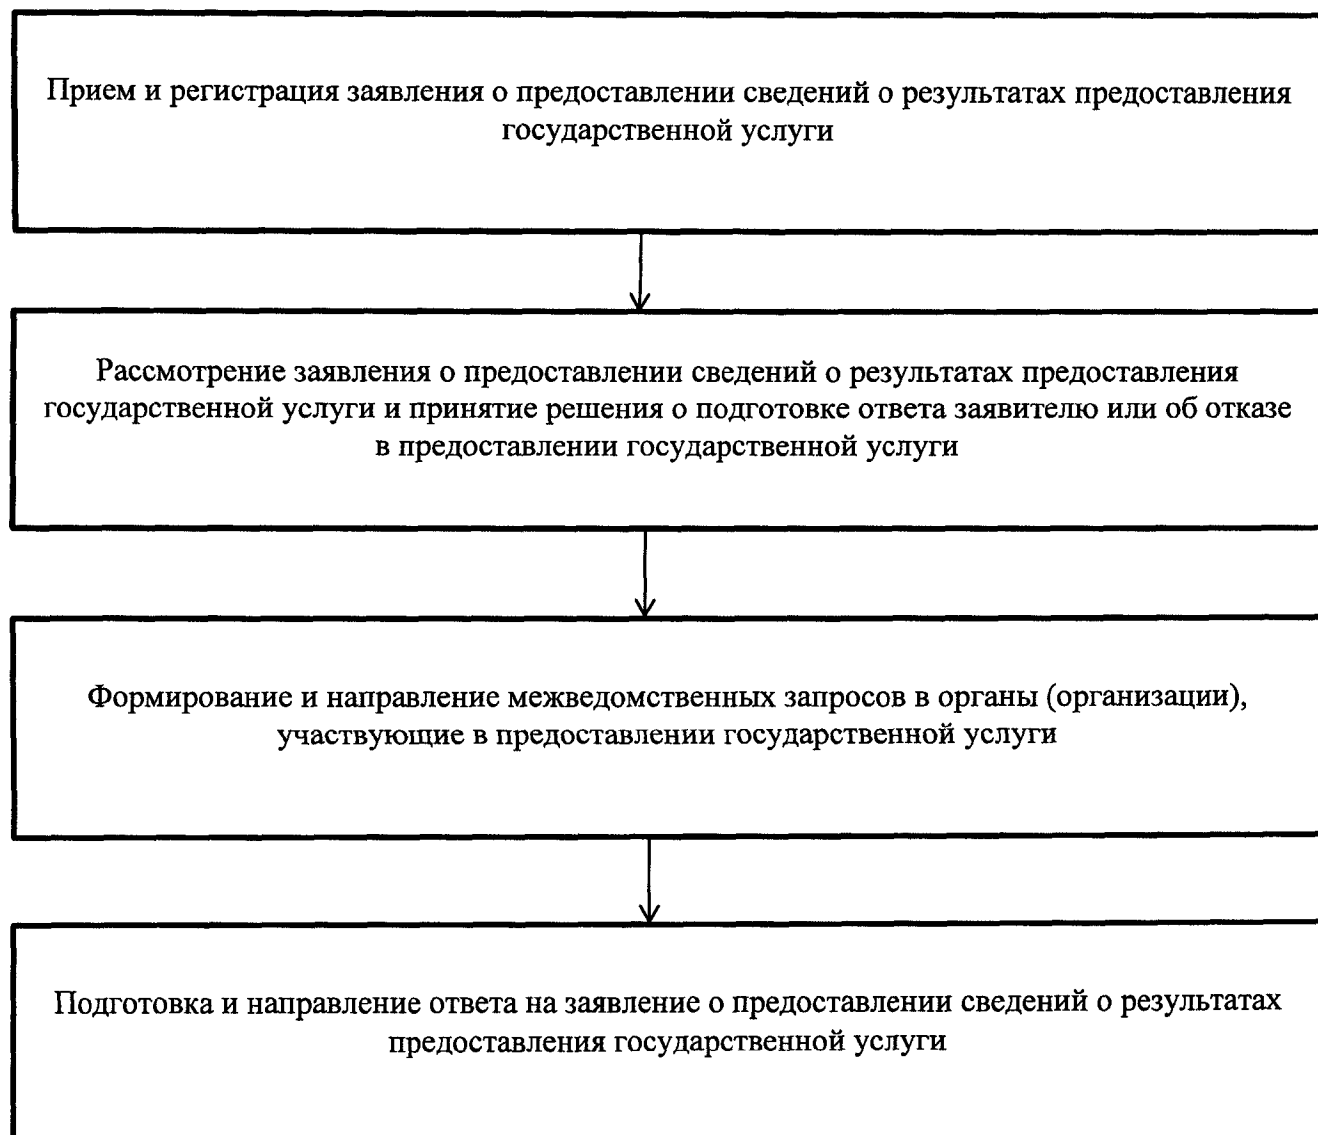 Прием и регистрация заявления о предоставлении сведений о результатах предоставления
государственной услуги
Рассмотрение заявления о предоставлении сведений о результатах предоставления
государственной услуги и принятие решения о подготовке ответа заявителю или об отказе
в предоставлении государственной услуги
Формирование и направление межведомственных запросов в органы (организации),
участвующие в предоставлении государственной услуги
Подготовка и направление ответа на заявление о предоставлении сведений о результатах
предоставления государственной услуги